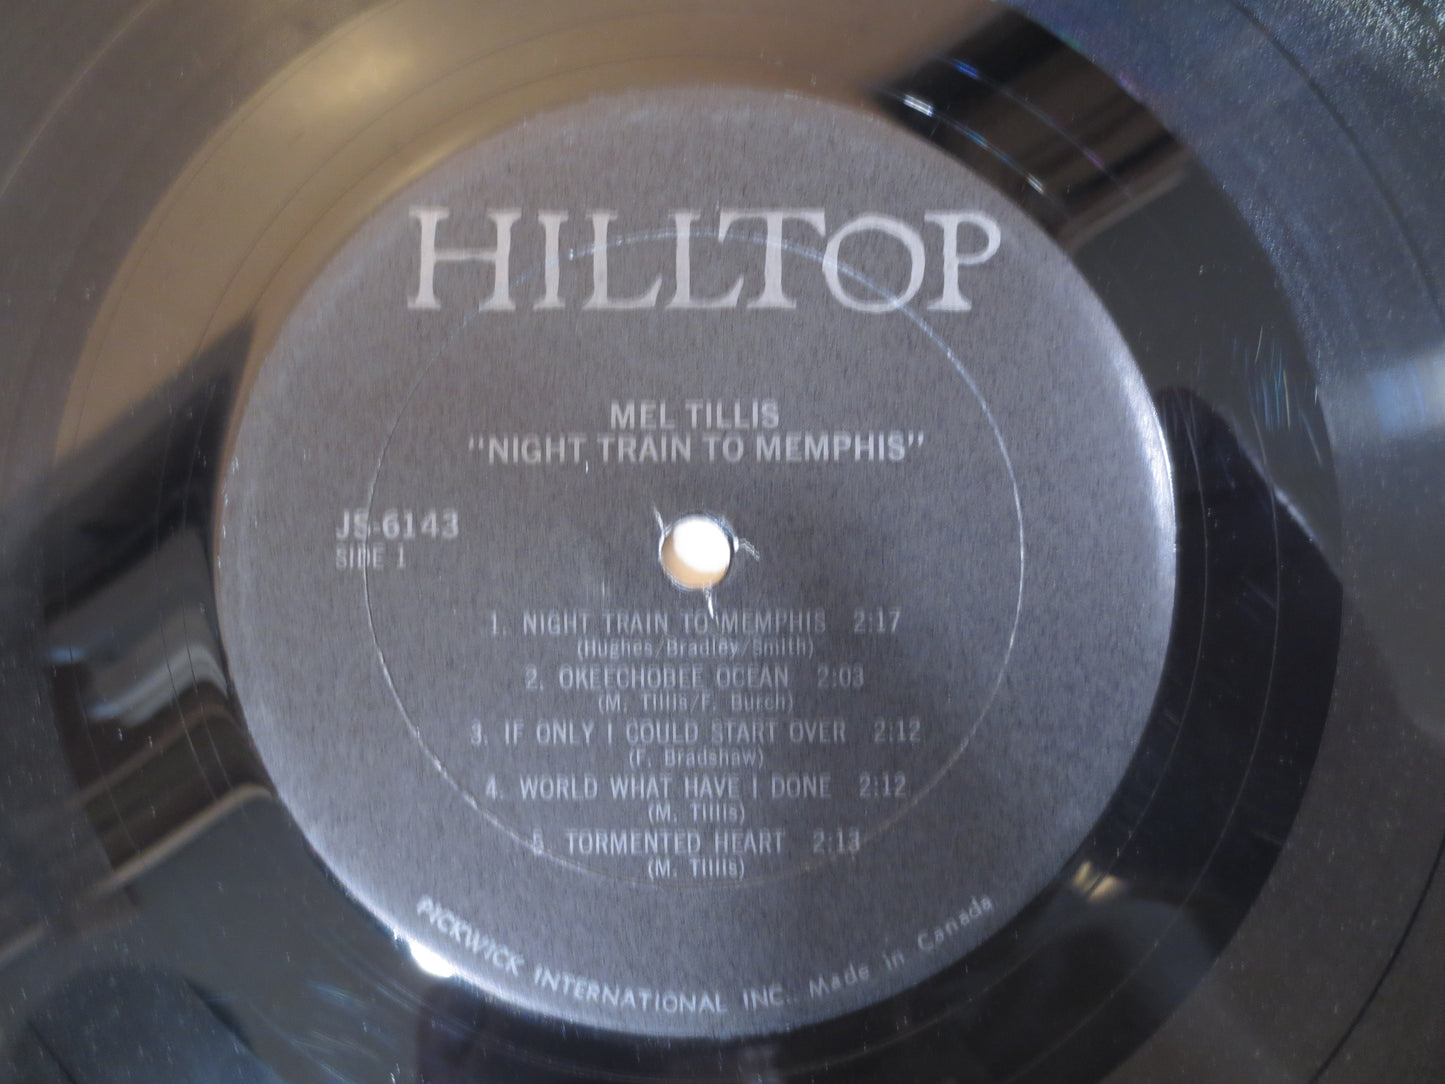 HILLTOP
MEL TILLIS
"NIGHT TRAIN TO MEMPHIS"
JS-6143
SIDE 1
1. NIGHT TRAIN TO MEMPHIS 2:17
(Hughes/Bradley/Smith)
2. OKEECHOBEE OCEAN 2:03
(M. Tillis/F. Burch)
3. IF ONLY I COULD START OVER 2:12
(F. Bradshaw)
4. WORLD WHAT HAVE I DONE 2:12
(M. Tillis)
5. TORMENTED HEART 2:13
(M. Tillis)
PICKWICK INTERNATIONAL INC. Made in Canada